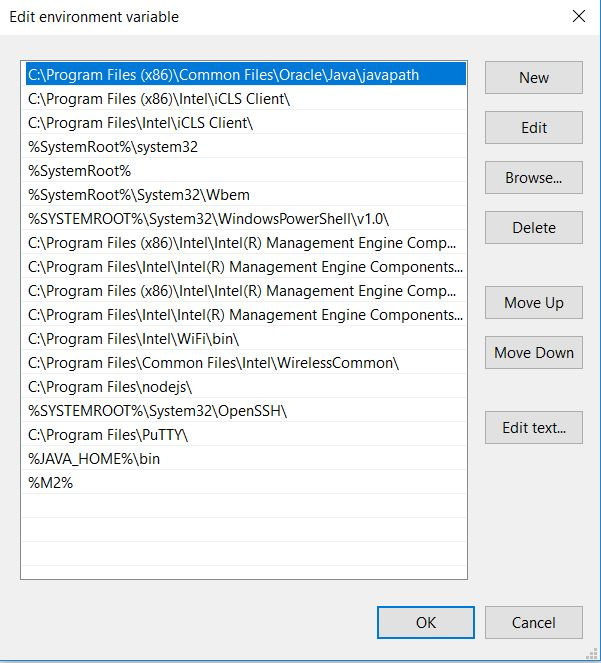 Edit environment variable
C:\Program Files (x86)\Common Files\Oracle\Java\javapath
C:\Program Files (x86)\Intel\iCLS Client\
C:\Program Files\Intel\iCLS Client\
%SystemRoot%\system32
%SystemRoot%
%SystemRoot%\System32\Wbem
%SYSTEMROOT%\System32\WindowsPowerShell\v1.0\
C:\Program Files (x86)\Intel\Intel(R) Management Engine Comp...
C:\Program Files\Intel\Intel(R) Management Engine Components...
C:\Program Files (x86)\Intel\Intel(R) Management Engine Comp...
C:\Program Files\Intel\Intel(R) Management Engine Components...
C:\Program Files\Intel\WiFi\bin\
C:\Program Files\Common Files\Intel\WirelessCommon\
C:\Program Files\nodejs\
%SYSTEMROOT%\System32\OpenSSH\
C:\Program Files\PuTTY\
%JAVA_HOME%\bin
%M2%
New
Edit
Browse...
Delete
Move Up
Move Down
Edit text...
OK
Cancel